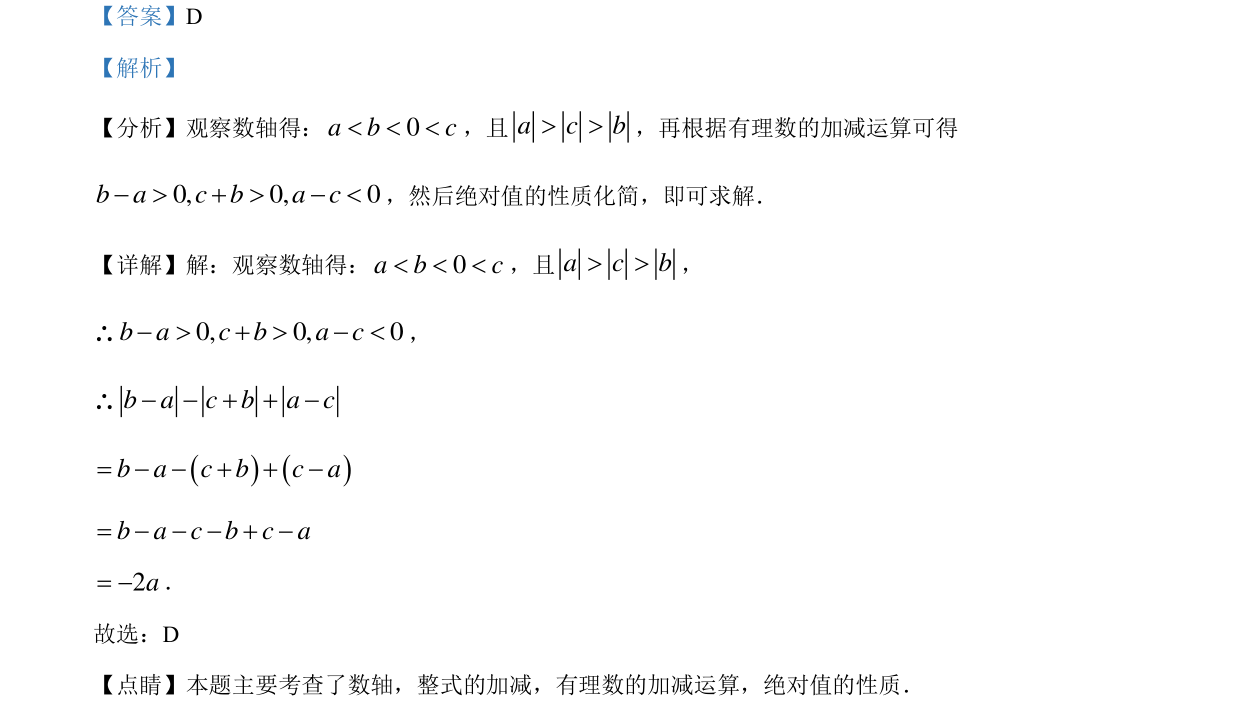 【答案】D
【解析】
【分析】观察数轴得：a<b<0<c，且|a|>|c|>|b|，再根据有理数的加减运算可得
b−a>0,c+b>0,a−c<0，然后绝对值的性质化简，即可求解．
【详解】解：观察数轴得：a<b<0<c，且|a|>|c|>|b|，
∴b−a>0,c+b>0,a−c<0，
∴|b−a|−|c+b|+|a−c|
=b−a−(c+b)+(c−a)
=b−a−c−b+c−a
=−2a．
故选：D
【点睛】本题主要考查了数轴，整式的加减，有理数的加减运算，绝对值的性质．